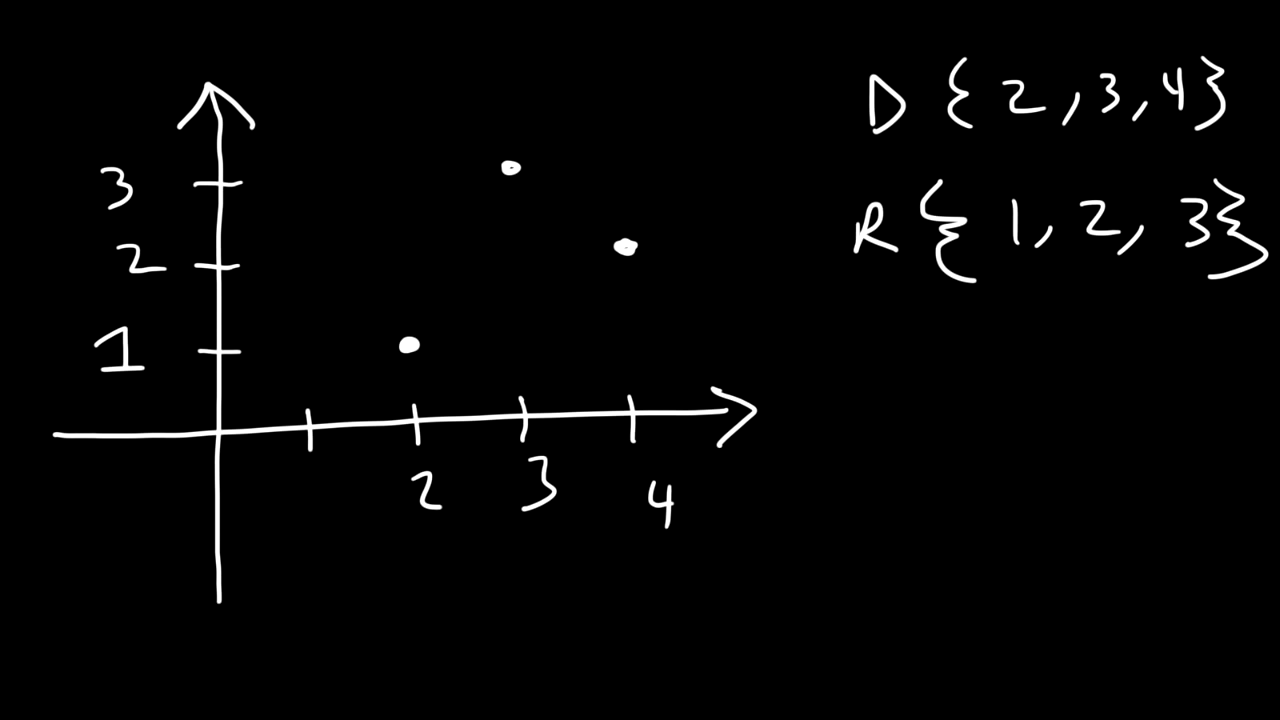 D {2,3,4}
3
R {1, 2, 3}
2
1
2 3 4